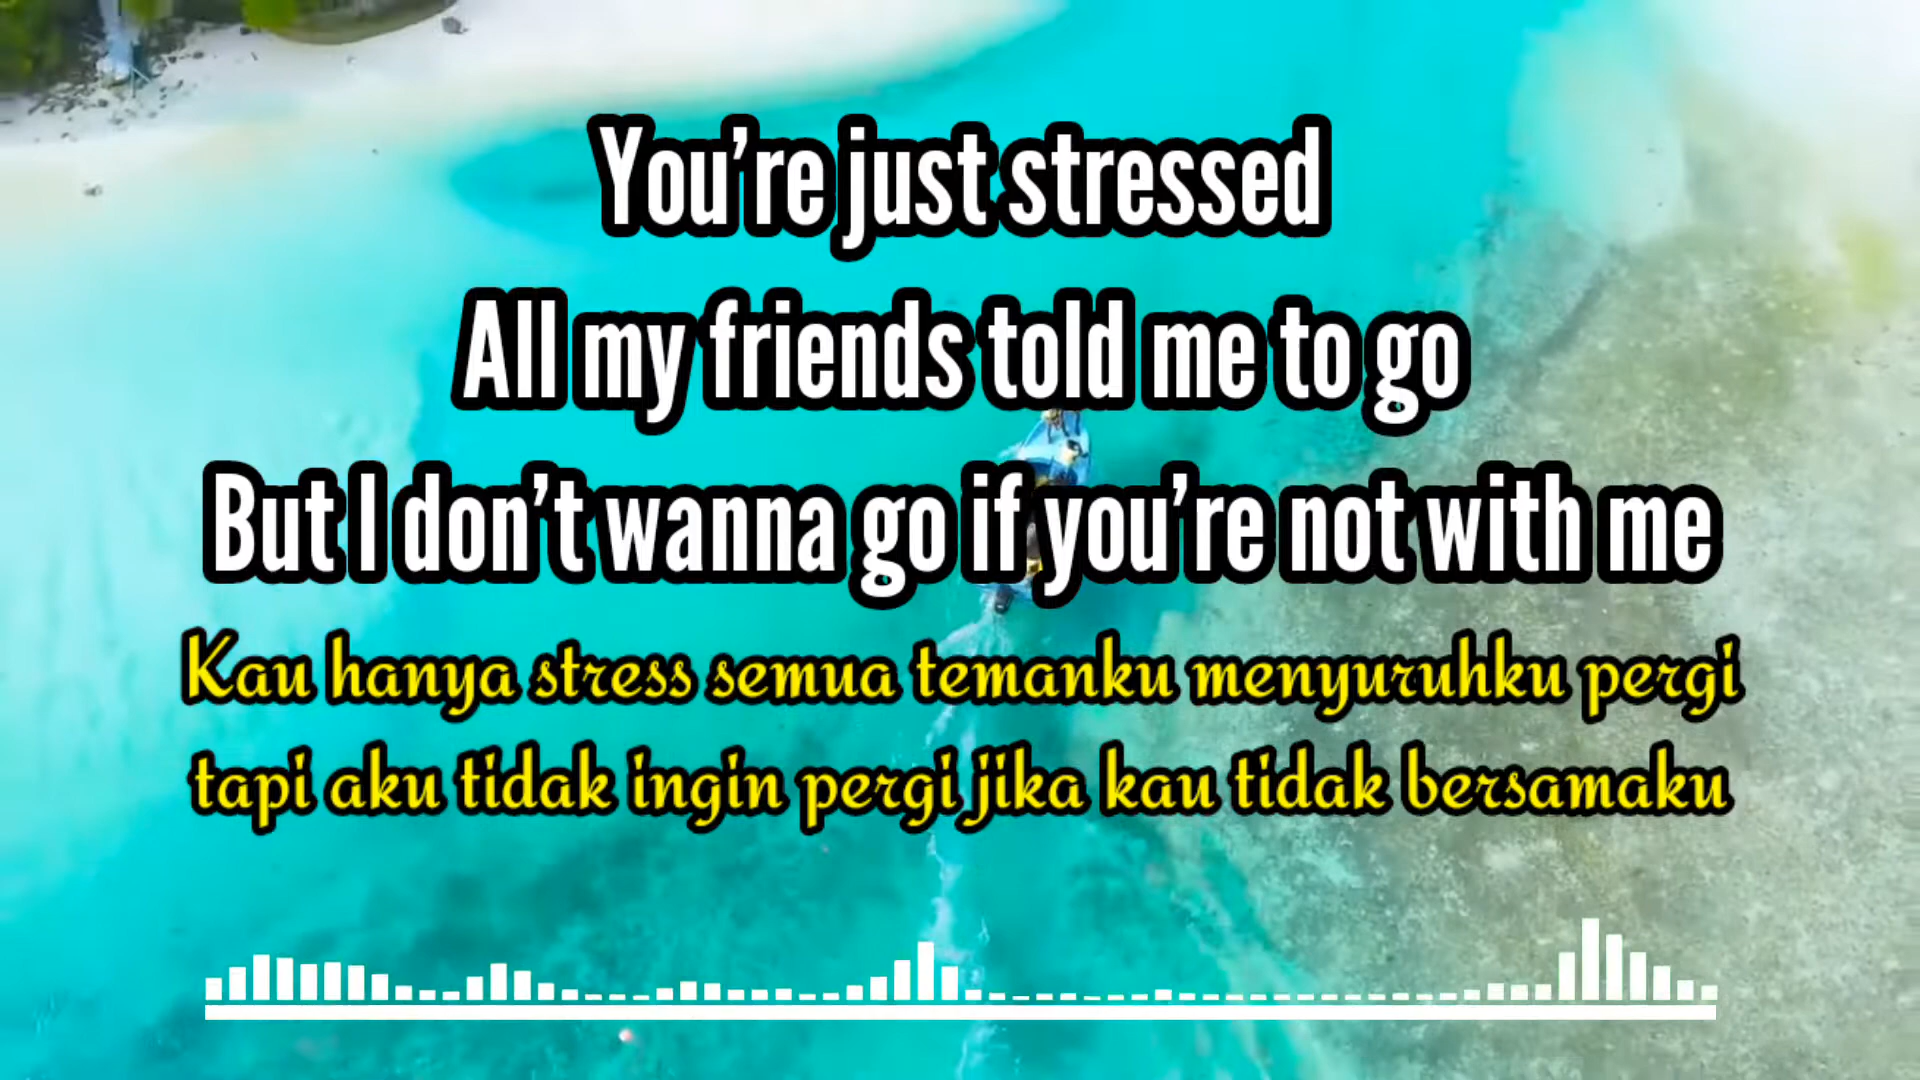 You’re just stressed
All my friends told me to go
But I don’t wanna go if you’re not with me
Kau hanya stress semua temanku menyuruhku pergi
tapi aku tidak ingin pergi jika kau tidak bersamaku